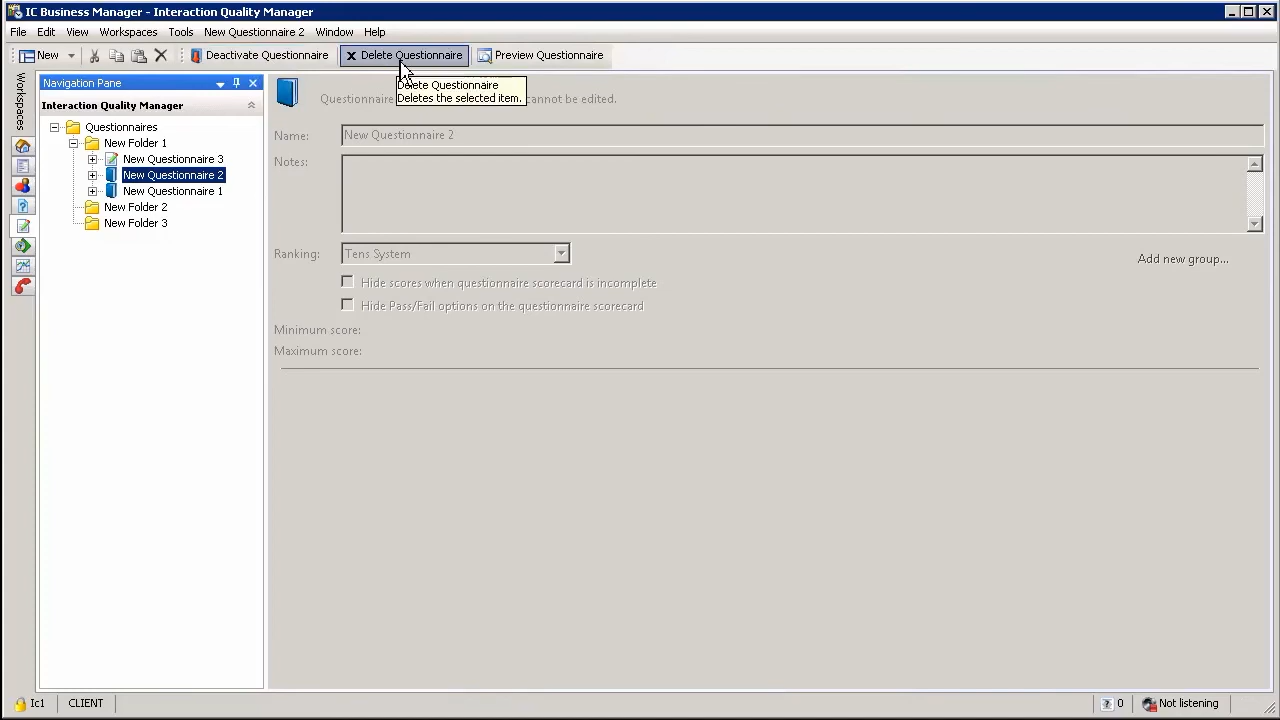 IC Business Manager - Interaction Quality Manager
File Edit View Workspaces Tools New Questionnaire 2 Window Help
New Deactivate Questionnaire Delete Questionnaire Preview Questionnaire
Workspaces
Navigation Pane
Interaction Quality Manager
Questionnaires
New Folder 1
New Questionnaire 3
New Questionnaire 2
New Questionnaire 1
New Folder 2
New Folder 3
Delete Questionnaire
Deletes the selected item.
Questionnaire cannot be edited.
Name: New Questionnaire 2
Notes:
Ranking: Tens System
Add new group...
Hide scores when questionnaire scorecard is incomplete
Hide Pass/Fail options on the questionnaire scorecard
Minimum score:
Maximum score:
Ic1 CLIENT 0 Not listening